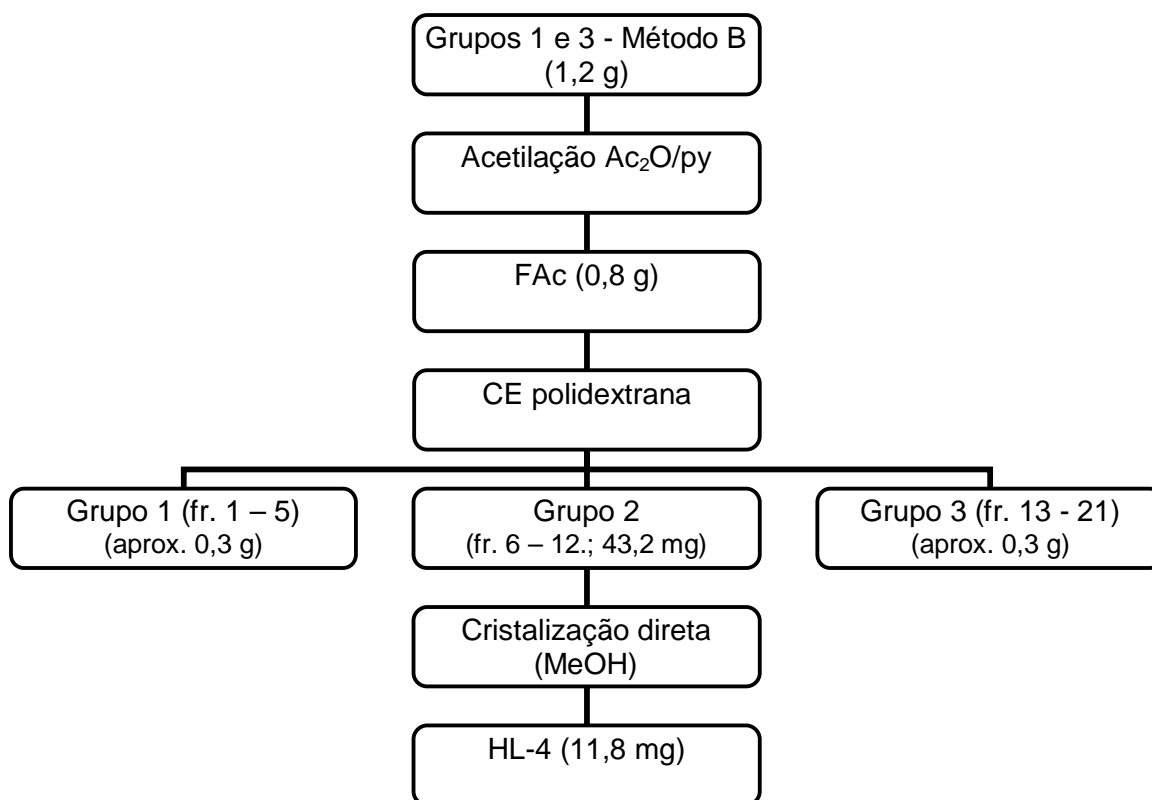 Grupos 1 e 3 - Método B
(1,2 g)
Acetilação Ac₂O/py
FAc (0,8 g)
CE polidextrana
Grupo 1 (fr. 1 – 5)
(aprox. 0,3 g)
Grupo 2
(fr. 6 – 12.; 43,2 mg)
Grupo 3 (fr. 13 - 21)
(aprox. 0,3 g)
Cristalização direta
(MeOH)
HL-4 (11,8 mg)